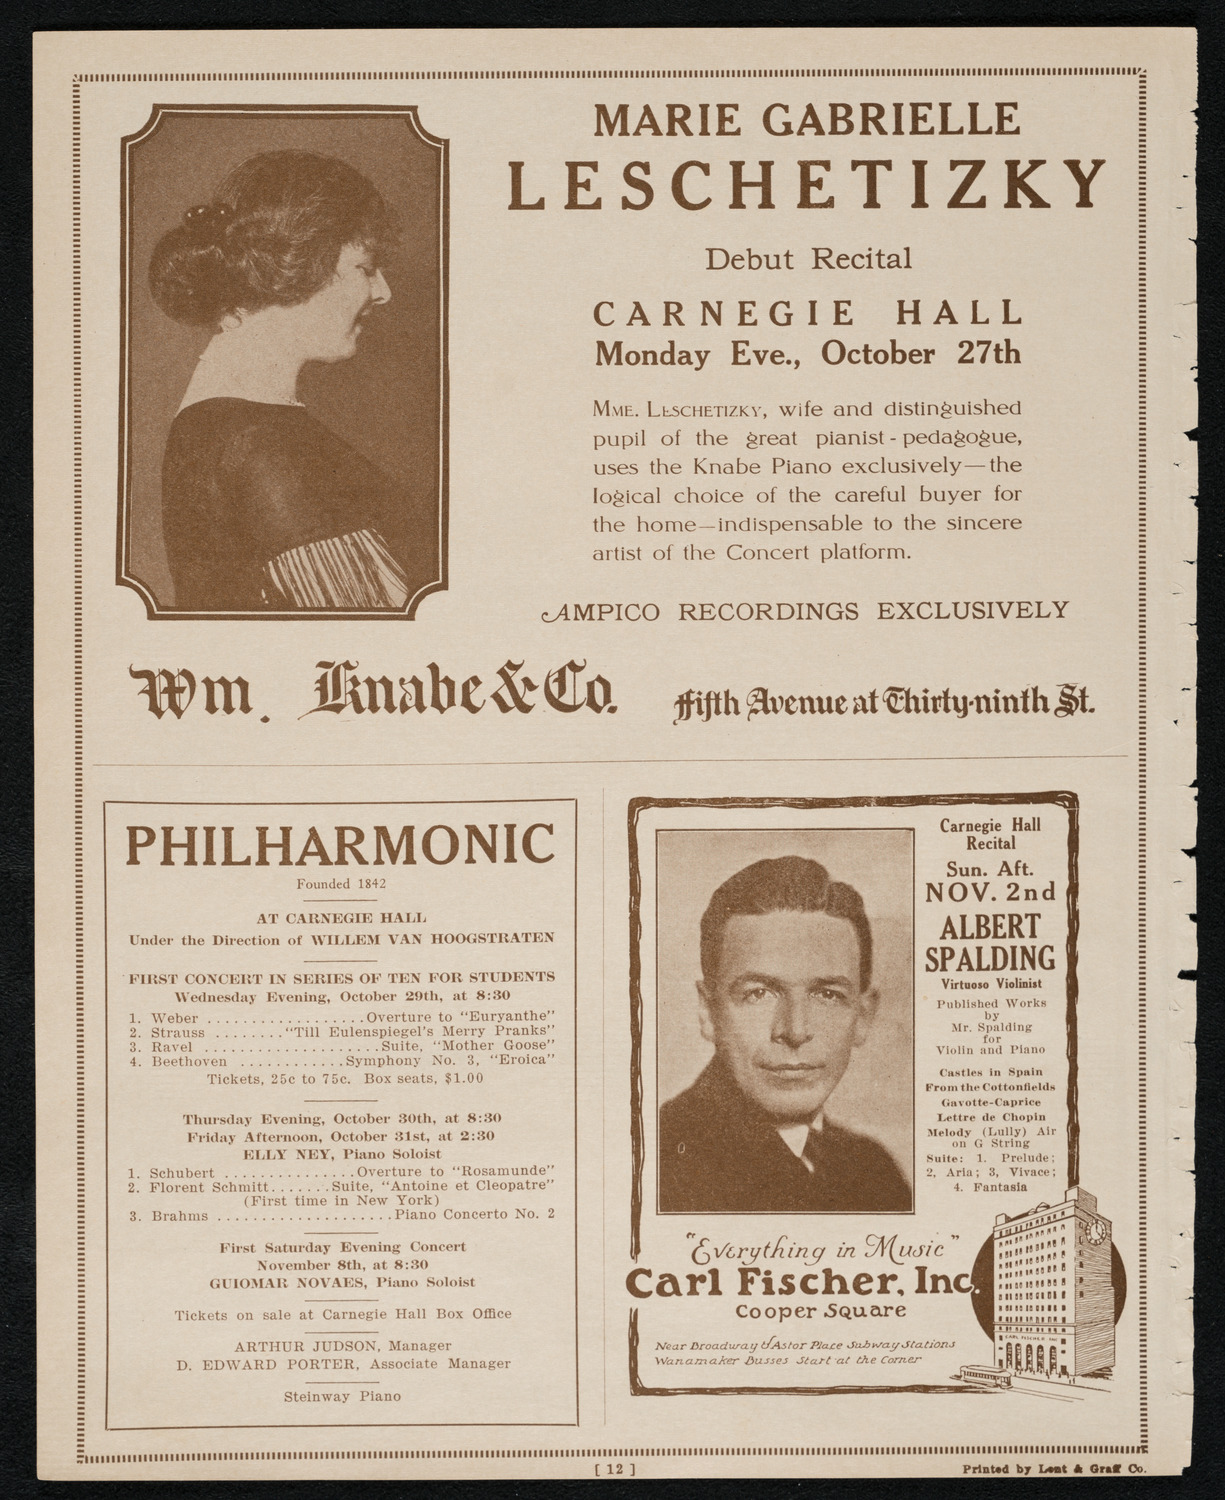 MARIE GABRIELLE
LESCHETIZKY
Debut Recital
CARNEGIE HALL
Monday Eve., October 27th
MME. LESCHETIZKY, wife and distinguished
pupil of the great pianist - pedagogue,
uses the Knabe Piano exclusively—the
logical choice of the careful buyer for
the home—indispensable to the sincere
artist of the Concert platform.
AMPICO RECORDINGS EXCLUSIVELY
Wm. Knabe & Co.
Fifth Avenue at Thirty-ninth St.
PHILHARMONIC
Founded 1842
AT CARNEGIE HALL
Under the Direction of WILLEM VAN HOOGSTRATEN
FIRST CONCERT IN SERIES OF TEN FOR STUDENTS
Wednesday Evening, October 29th, at 8:30
1. Weber ..................Overture to "Euryanthe"
2. Strauss ........"Till Eulenspiegel's Merry Pranks"
3. Ravel ....................Suite, "Mother Goose"
4. Beethoven ............Symphony No. 3, "Eroica"
Tickets, 25c to 75c. Box seats, $1.00
Thursday Evening, October 30th, at 8:30
Friday Afternoon, October 31st, at 2:30
ELLY NEY, Piano Soloist
1. Schubert ...............Overture to "Rosamunde"
2. Florent Schmitt.......Suite, "Antoine et Cleopatre"
(First time in New York)
3. Brahms ....................Piano Concerto No. 2
First Saturday Evening Concert
November 8th, at 8:30
GUIOMAR NOVAES, Piano Soloist
Tickets on sale at Carnegie Hall Box Office
ARTHUR JUDSON, Manager
D. EDWARD PORTER, Associate Manager
Steinway Piano
Carnegie Hall
Recital
Sun. Aft.
NOV. 2nd
ALBERT
SPALDING
Virtuoso Violinist
Published Works
by
Mr. Spalding
for
Violin and Piano
Castles in Spain
From the Cottonfields
Gavotte-Caprice
Lettre de Chopin
Melody (Lully) Air
on G String
Suite: 1. Prelude;
2, Aria; 3, Vivace;
4. Fantasia
"Everything in Music"
Carl Fischer, Inc.
Cooper Square
CARL FISCHER INC
Near Broadway & Astor Place Subway Stations
Wanamaker Busses Start at the Corner
[ 12 ]
Printed by Lent & Graff Co.